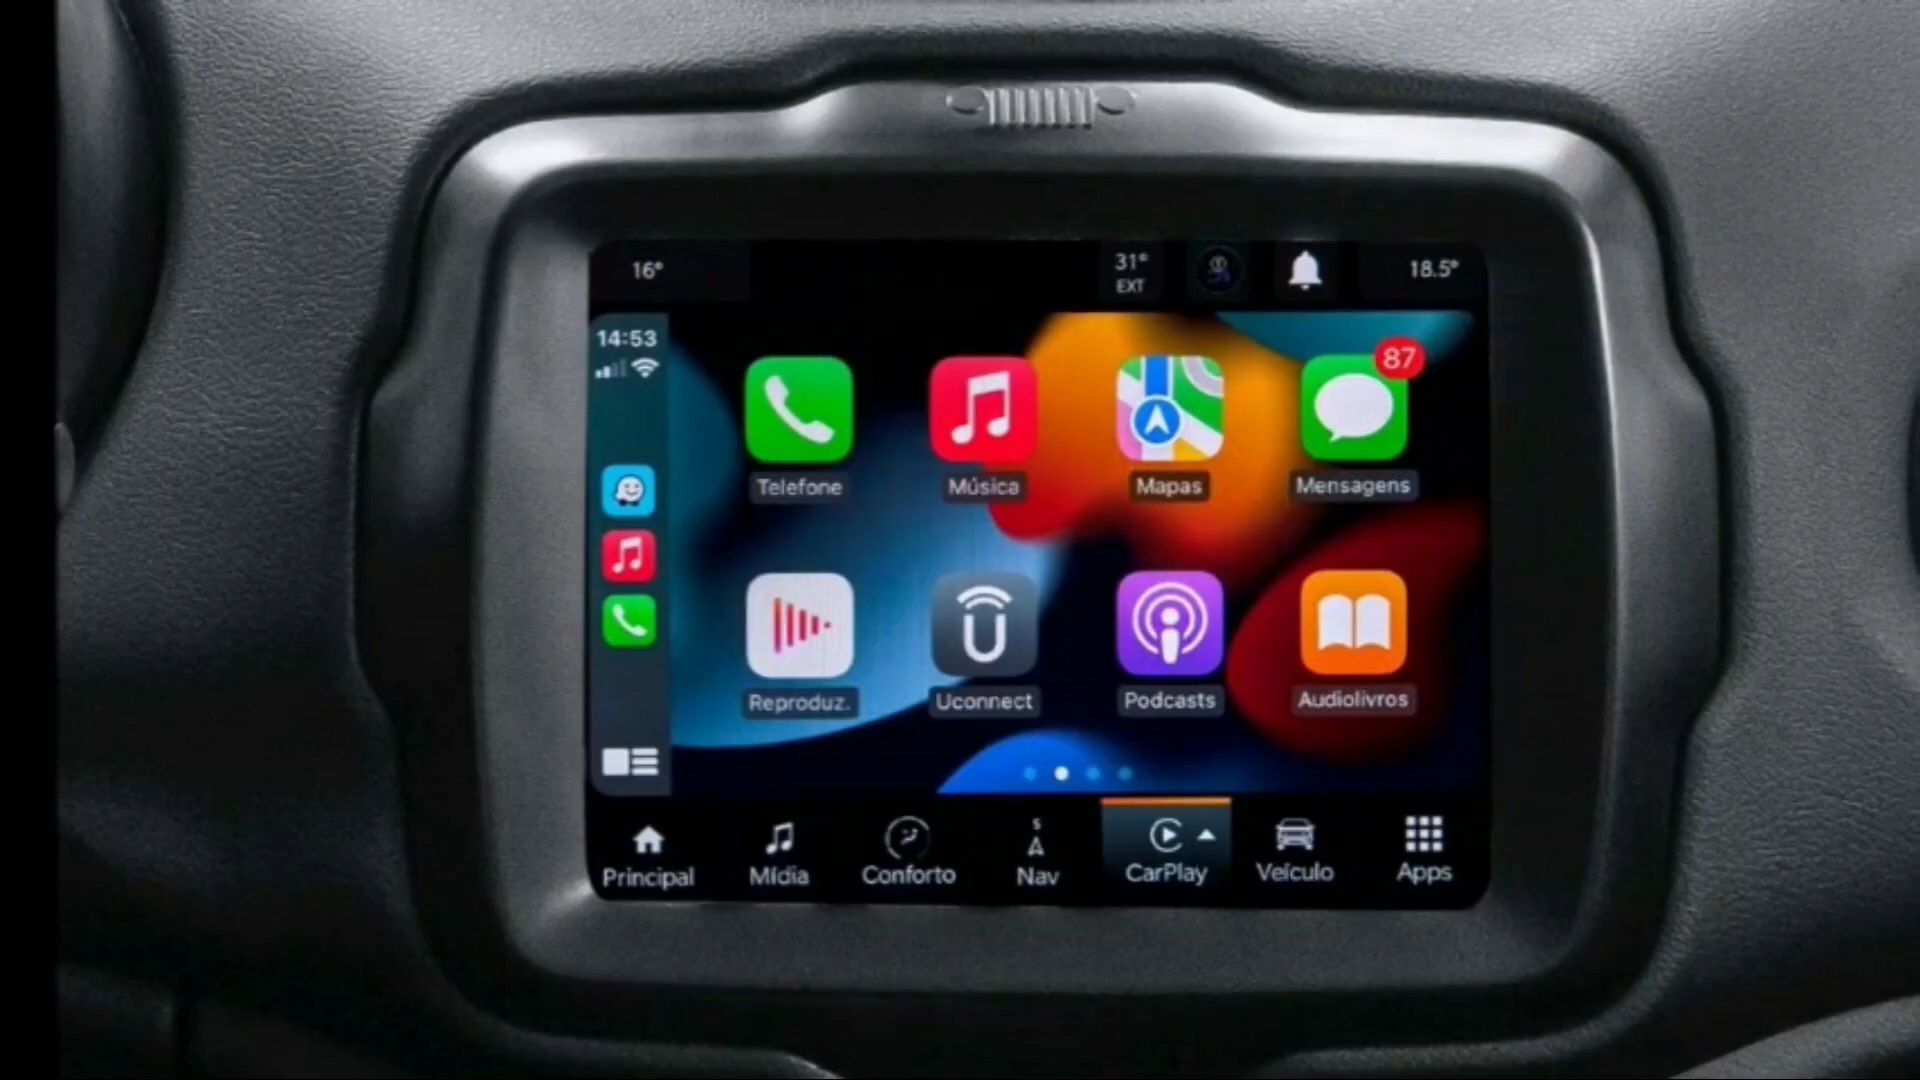 16°
31°
EXT
18.5°
14:53
87
Telefone
Música
Mapas
Mensagens
Reproduz.
Uconnect
Podcasts
Audiolivros
S
Principal
Mídia
Conforto
Nav
CarPlay
Veículo
Apps